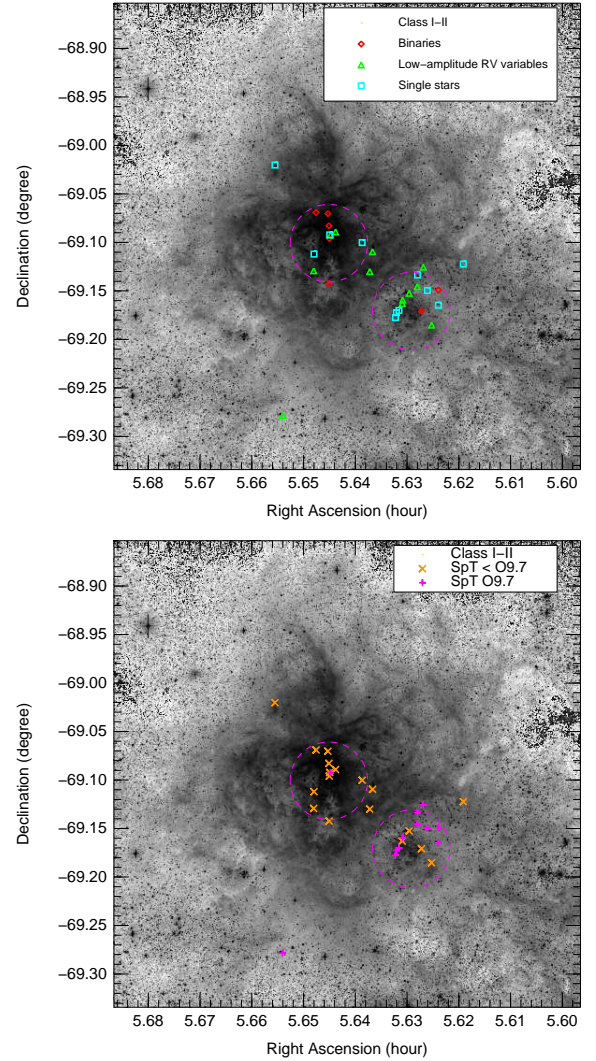 Class I−II
Binaries
Low−amplitude RV variables
Single stars
−68.90
−68.95
−69.00
−69.05
−69.10
−69.15
−69.20
−69.25
−69.30
Declination (degree)
5.68 5.67 5.66 5.65 5.64 5.63 5.62 5.61 5.60
Right Ascension (hour)
Class I−II
SpT < O9.7
SpT O9.7
−68.90
−68.95
−69.00
−69.05
−69.10
−69.15
−69.20
−69.25
−69.30
Declination (degree)
5.68 5.67 5.66 5.65 5.64 5.63 5.62 5.61 5.60
Right Ascension (hour)